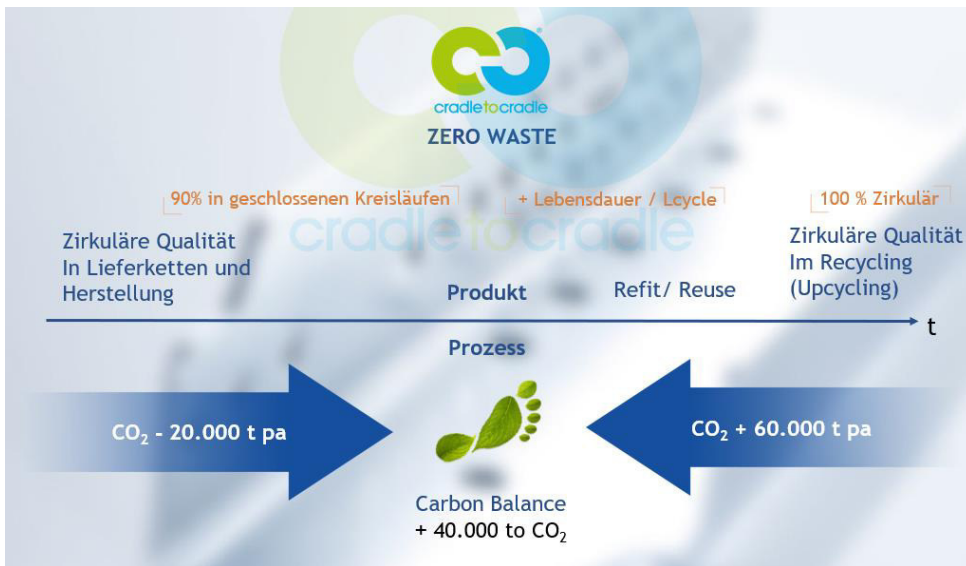 cradletocradle
ZERO WASTE
90% in geschlossenen Kreisläufen
+ Lebensdauer / Lcycle
100 % Zirkulär
cradletocradle
Zirkuläre Qualität
In Lieferketten und
Herstellung
Produkt
Refit/ Reuse
Zirkuläre Qualität
Im Recycling
(Upcycling)
t
Prozess
CO₂ - 20.000 t pa
CO₂ + 60.000 t pa
Carbon Balance
+ 40.000 to CO₂